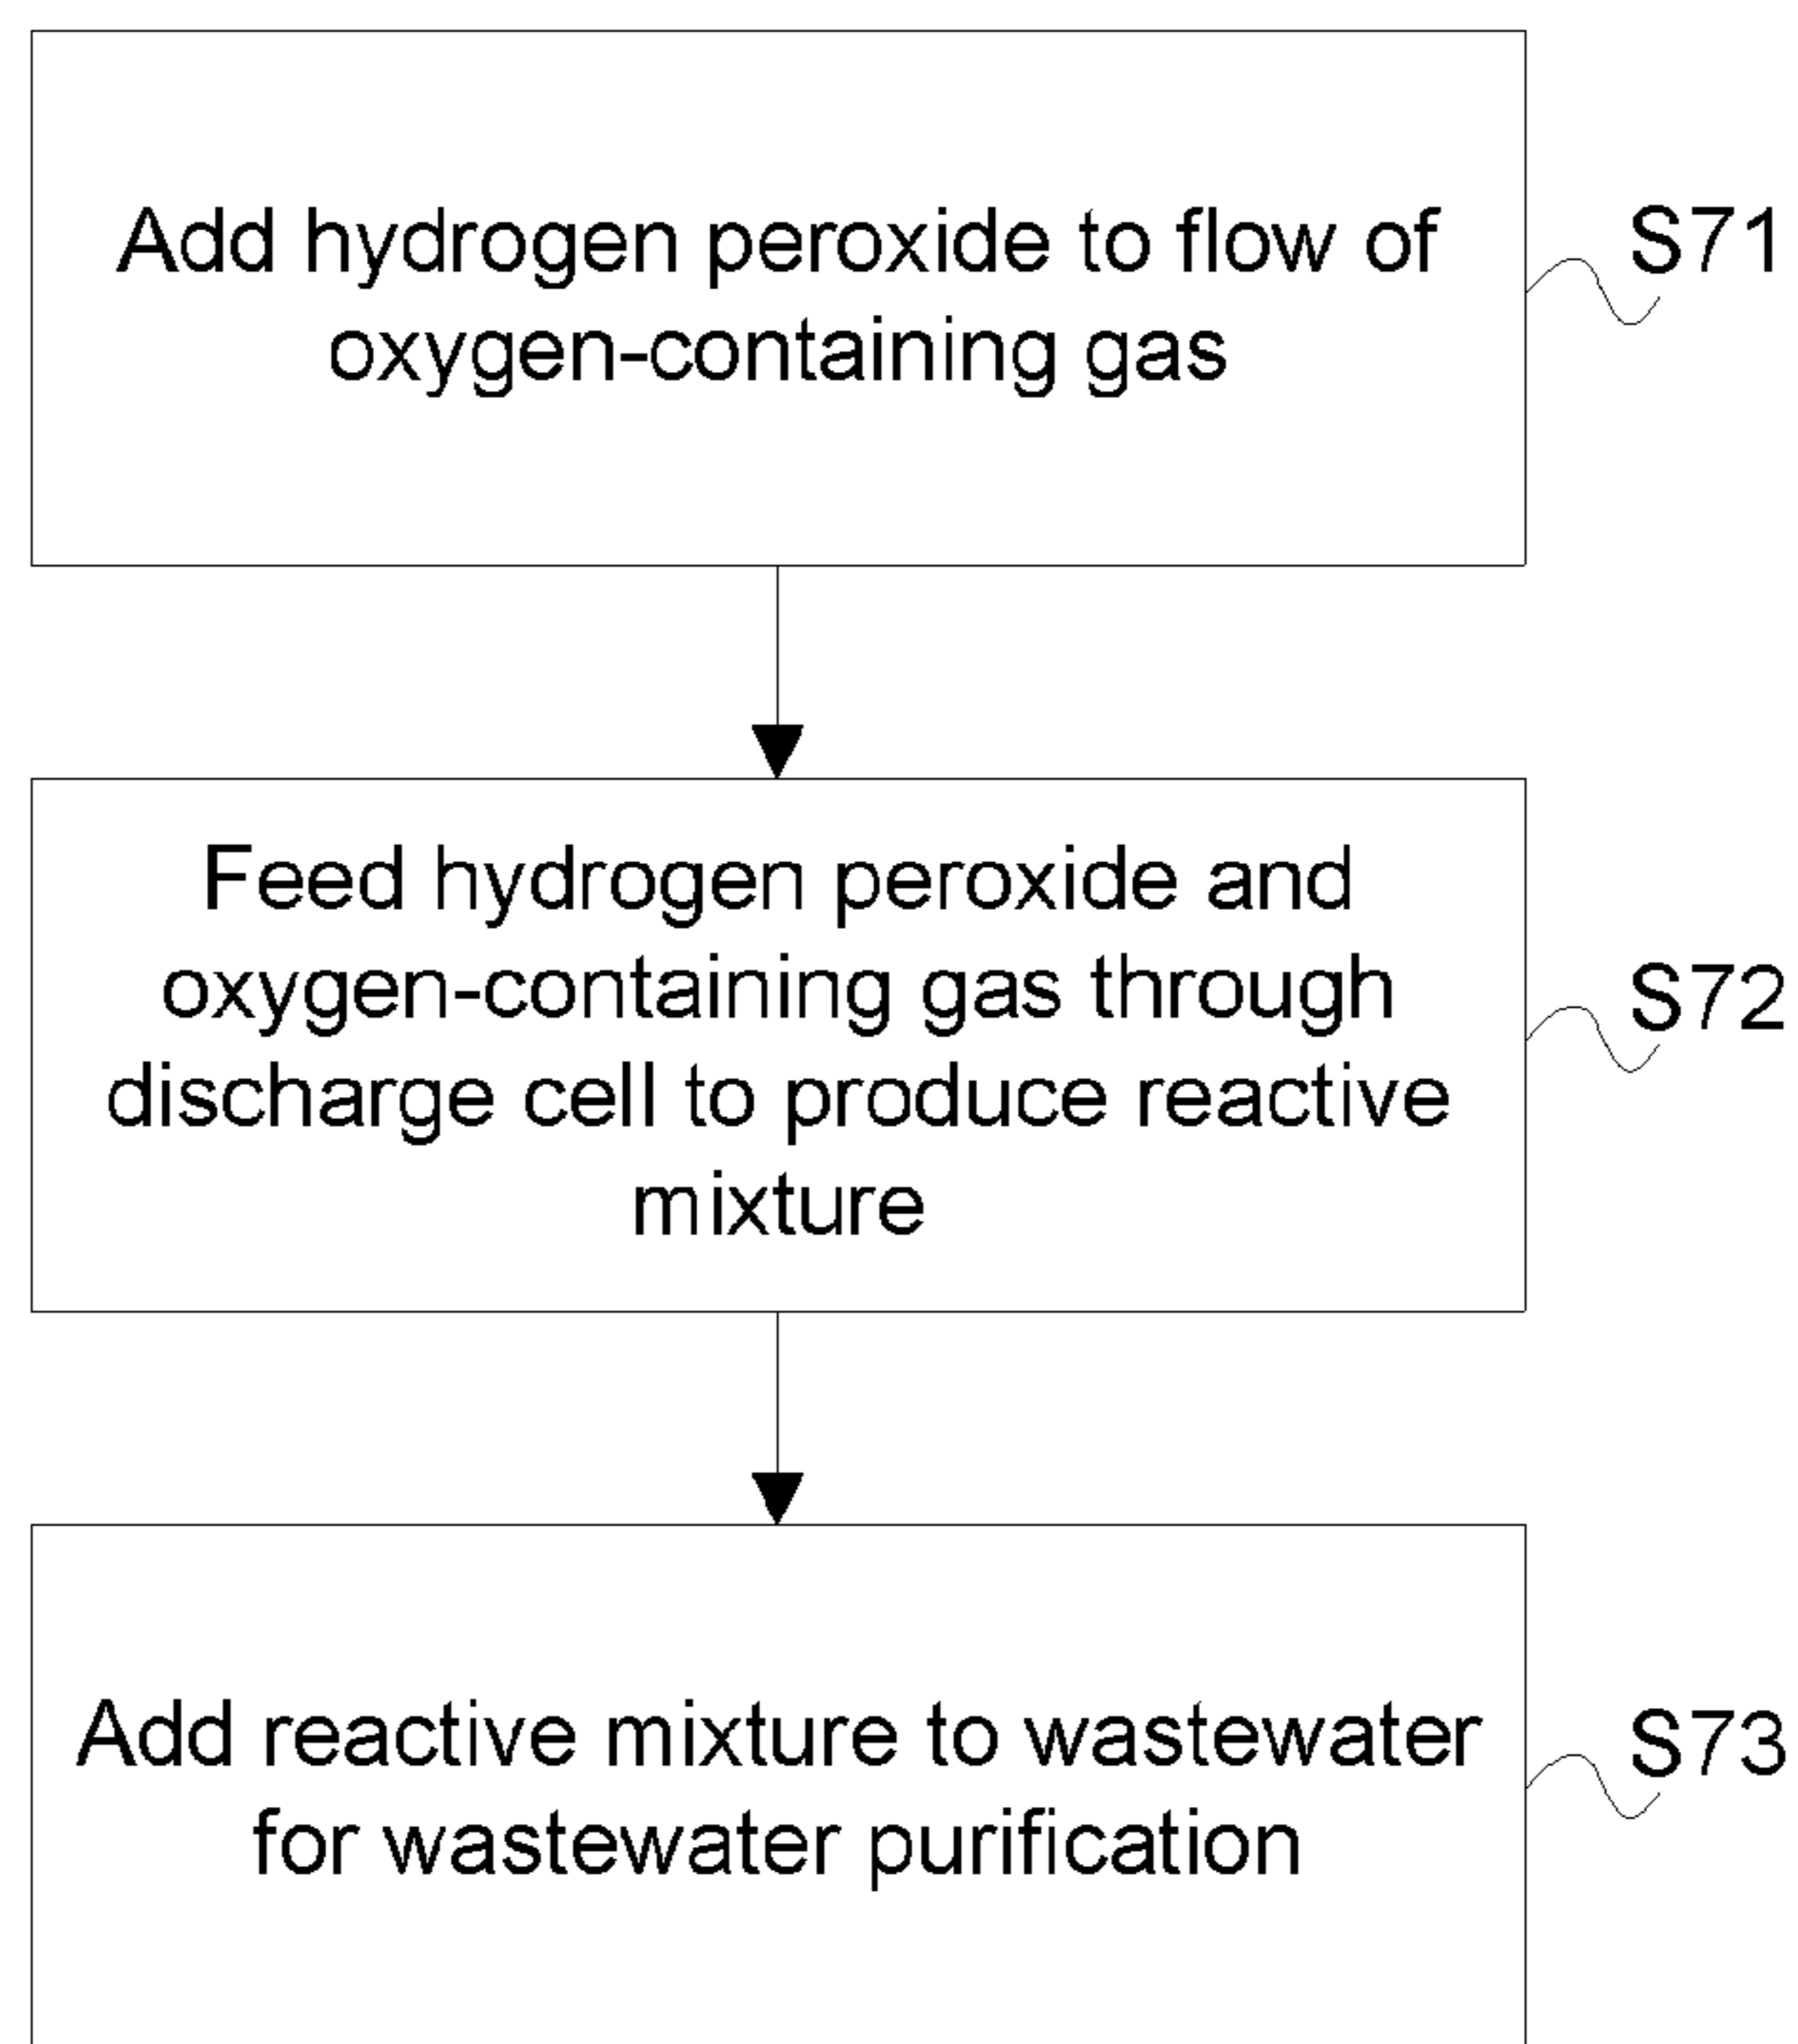 Add hydrogen peroxide to flow of
oxygen-containing gas
S71
Feed hydrogen peroxide and
oxygen-containing gas through
discharge cell to produce reactive
mixture
S72
Add reactive mixture to wastewater
for wastewater purification
S73